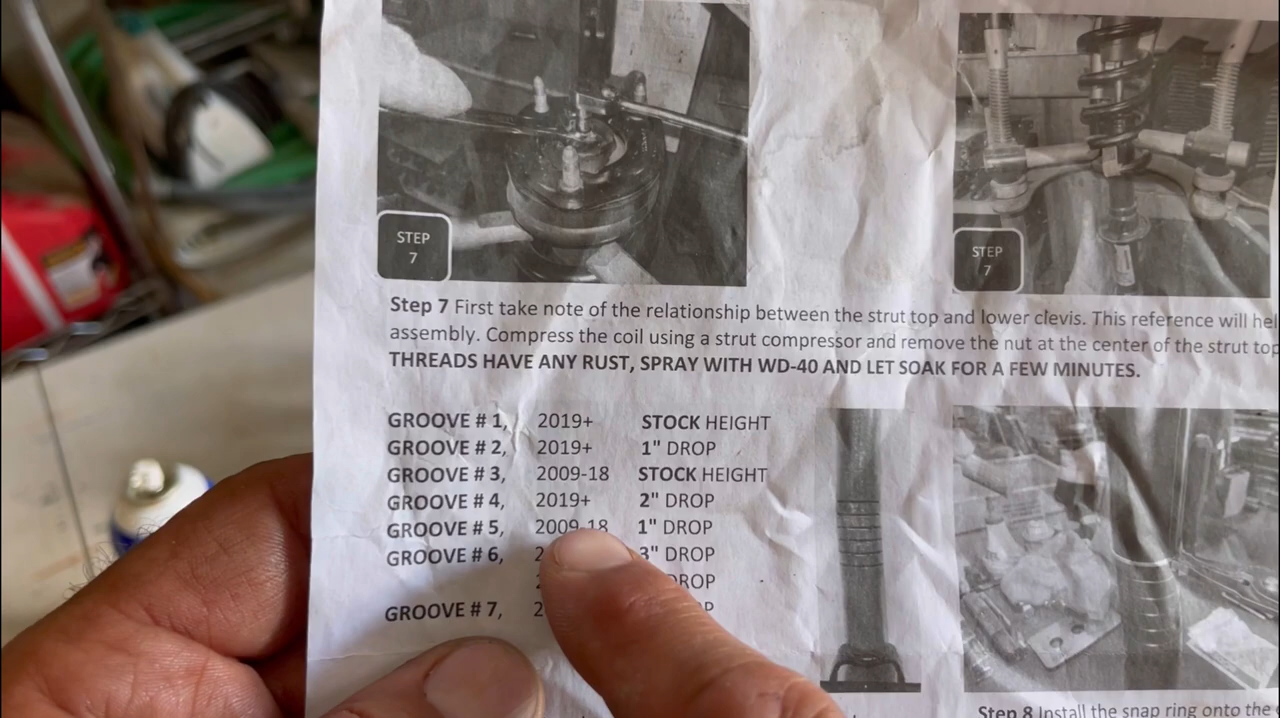 STEP
7
STEP
7
Step 7 First take note of the relationship between the strut top and lower clevis. This reference will
assembly. Compress the coil using a strut compressor and remove the nut at the center of the strut top
THREADS HAVE ANY RUST, SPRAY WITH WD-40 AND LET SOAK FOR A FEW MINUTES.
GROOVE # 1, 2019+ STOCK HEIGHT
GROOVE # 2, 2019+ 1" DROP
GROOVE # 3, 2009-18 STOCK HEIGHT
GROOVE # 4, 2019+ 2" DROP
GROOVE # 5, 2009-18 1" DROP
GROOVE # 6, 3" DROP
DROP
GROOVE # 7,
Step 8 Install the snap ring onto the